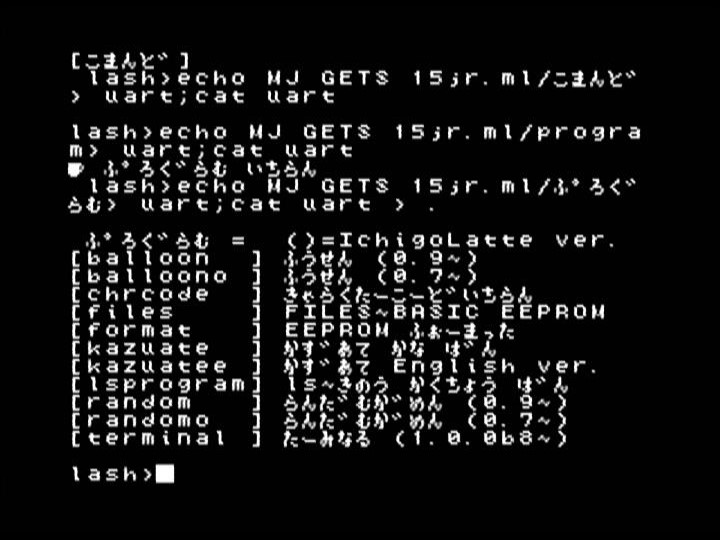 [こまんど]
lash>echo MJ GETS 15jr.ml/こまんど
> uart;cat uart
lash>echo MJ GETS 15jr.ml/progra
m> uart;cat uart
ぷろぐらむ いちらん
lash>echo MJ GETS 15jr.ml/ぷろぐ
らむ> uart;cat uart > .
ぷろぐらむ = ()=IchigoLatte ver.
[balloon ] ふうせん (0.9~)
[balloono ] ふうせん (0.7~)
[chrcode ] きゃらくたーこーどいちらん
[files ] FILES~BASIC EEPROM
[format ] EEPROM ふぉーまった
[kazuate ] かずあて かな ばん
[kazuatee ] かずあて English ver.
[lsprogram] ls~きのう かくちょう ばん
[random ] らんだむがめん (0.9~)
[randomo ] らんだむがめん (0.7~)
[terminal ] たーみなる (1.0.0b8~)
lash>